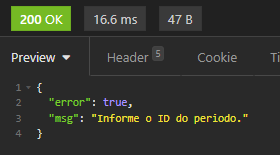 200 OK 16.6 ms 47 B
Preview Header 5 Cookie Ti
1 {
2 "error": true,
3 "msg": "Informe o ID do periodo."
4 }